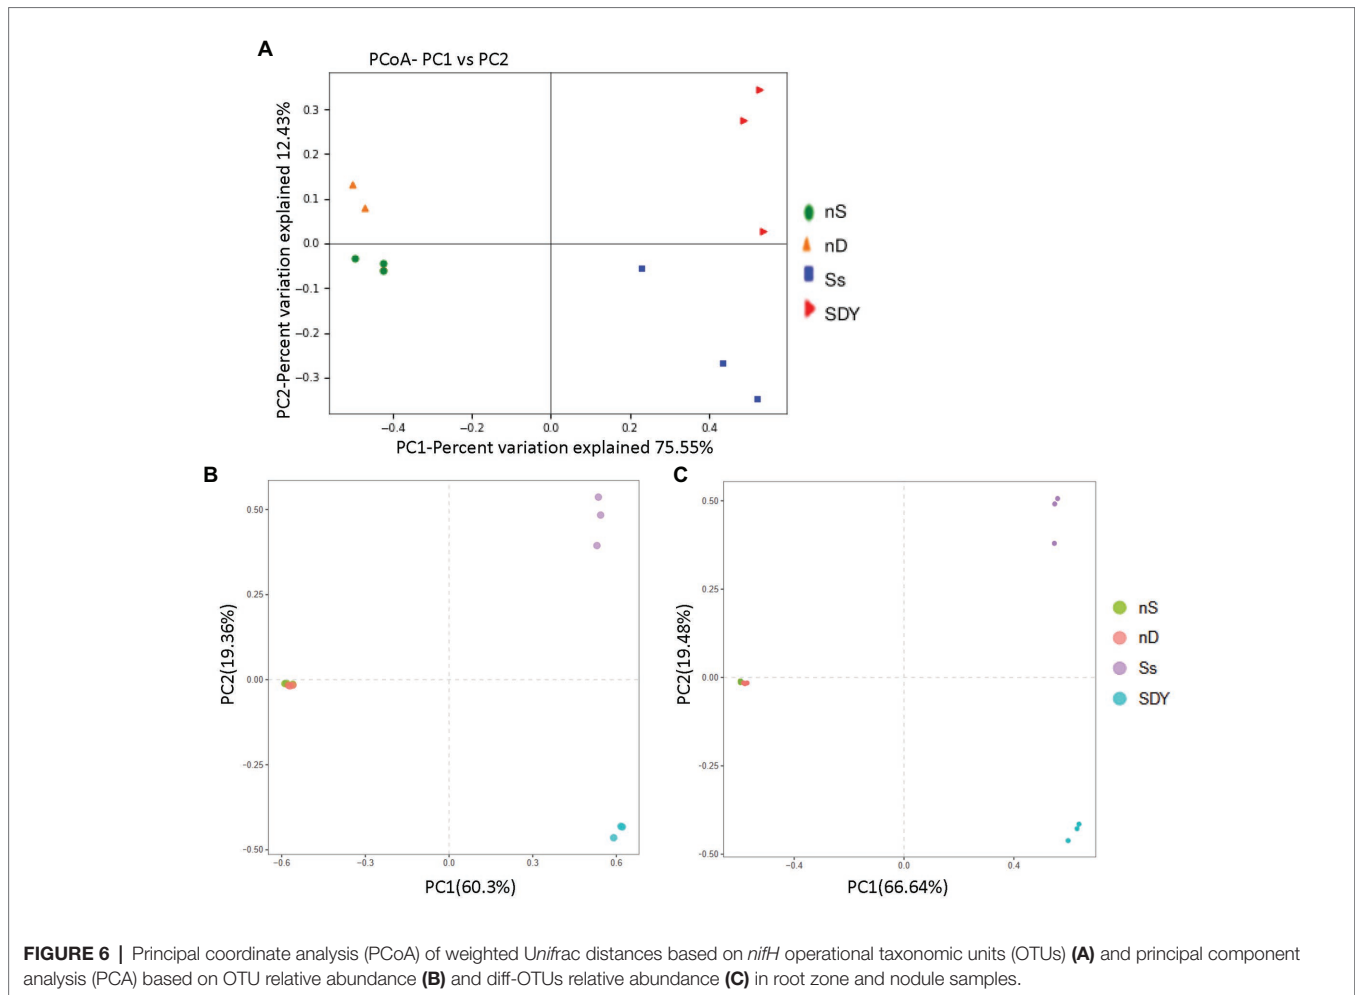 A
PCoA- PC1 vs PC2
PC2-Percent variation explained 12.43%
0.3
0.2
0.1
0.0
−0.1
−0.2
−0.3
−0.4
−0.2
0.0
0.2
0.4
PC1-Percent variation explained 75.55%
nS
nD
Ss
SDY
B
PC2(19.36%)
0.50
0.25
0.00
-0.25
-0.50
-0.6
-0.3
0.0
0.3
0.6
PC1(60.3%)
C
PC2(19.48%)
0.50
0.25
0.00
-0.25
-0.50
-0.4
0.0
0.4
PC1(66.64%)
nS
nD
Ss
SDY
FIGURE 6 | Principal coordinate analysis (PCoA) of weighted Unifrac distances based on nifH operational taxonomic units (OTUs) (A) and principal component
analysis (PCA) based on OTU relative abundance (B) and diff-OTUs relative abundance (C) in root zone and nodule samples.